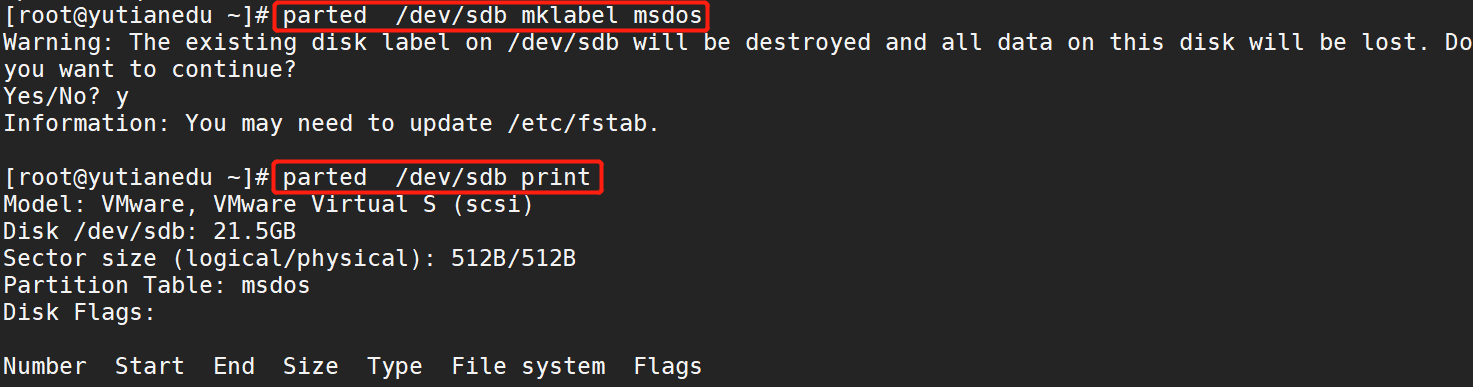 [root@yutianedu ~]# parted  /dev/sdb mklabel msdos
Warning: The existing disk label on /dev/sdb will be destroyed and all data on this disk will be lost. Do
you want to continue?
Yes/No? y
Information: You may need to update /etc/fstab.
[root@yutianedu ~]# parted  /dev/sdb print
Model: VMware, VMware Virtual S (scsi)
Disk /dev/sdb: 21.5GB
Sector size (logical/physical): 512B/512B
Partition Table: msdos
Disk Flags:
Number  Start  End  Size  Type  File system  Flags